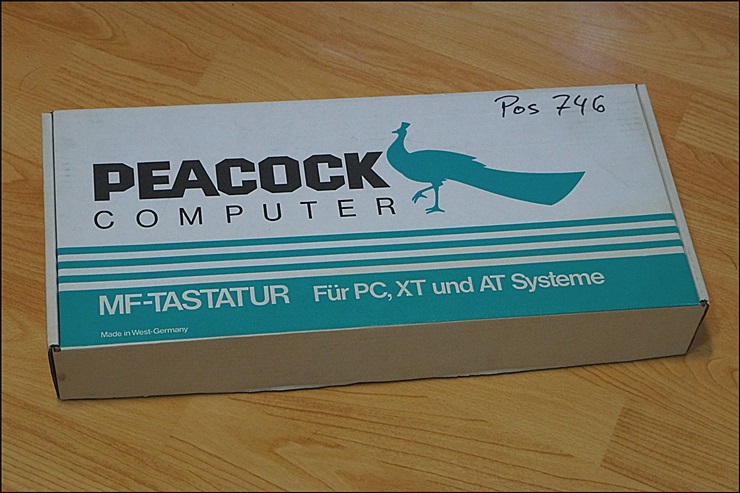 Pos 746
PEACOCK
COMPUTER
MF-TASTATUR Für PC, XT und AT Systeme
Made in West-Germany